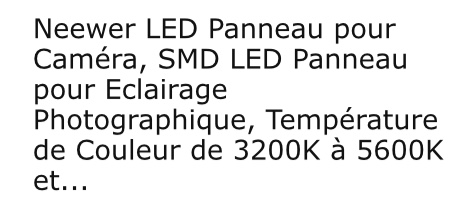 Neewer LED Panneau pour
Caméra, SMD LED Panneau
pour Eclairage
Photographique, Température
de Couleur de 3200K à 5600K
et...